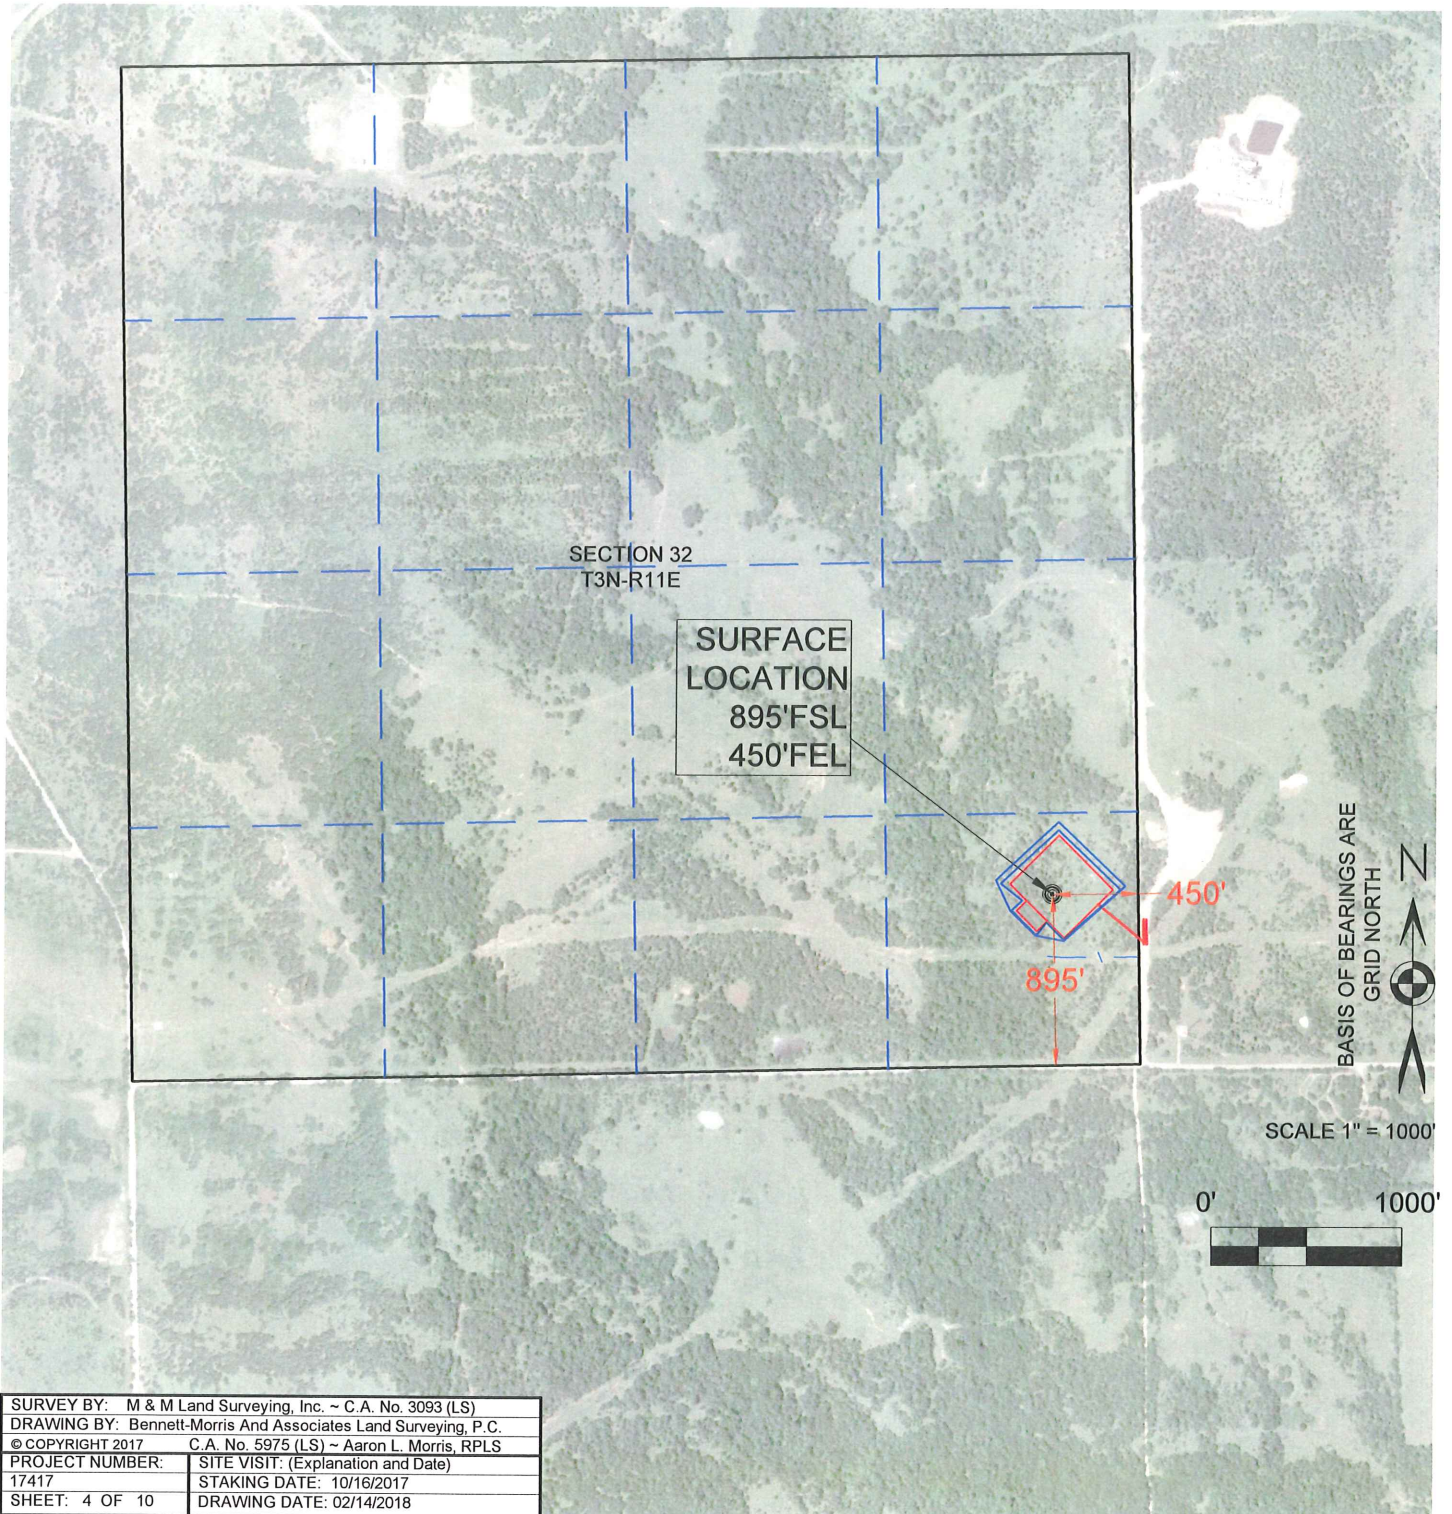 SECTION 32
T3N-R11E
SURFACE
LOCATION
895'FSL
450'FEL
450'
895'
BASIS OF BEARINGS ARE
GRID NORTH
N
SCALE 1" = 1000'
0' 1000'
SURVEY BY: M & M Land Surveying, Inc. ~ C.A. No. 3093 (LS)
DRAWING BY: Bennett-Morris And Associates Land Surveying, P.C.
© COPYRIGHT 2017 C.A. No. 5975 (LS) ~ Aaron L. Morris, RPLS
PROJECT NUMBER: SITE VISIT: (Explanation and Date)
17417 STAKING DATE: 10/16/2017
SHEET: 4 OF 10 DRAWING DATE: 02/14/2018